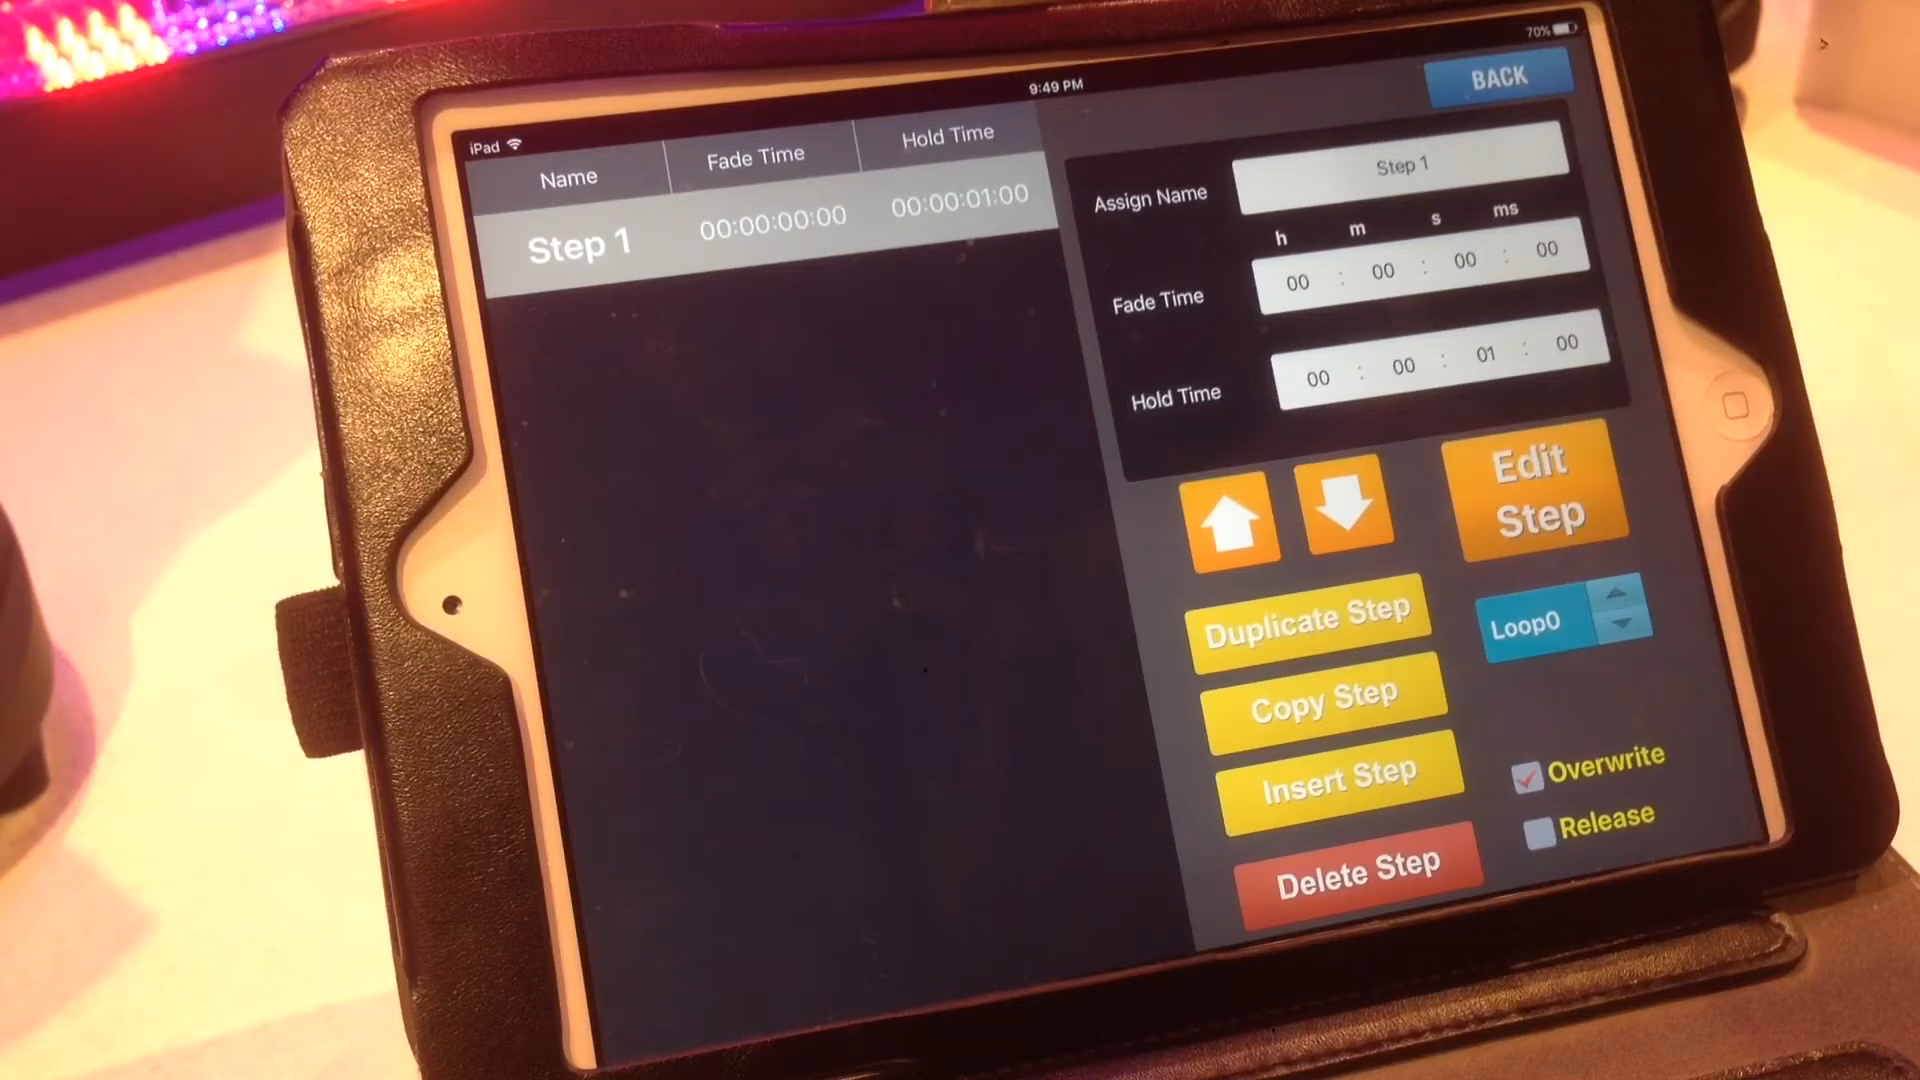 iPad
9:49 PM
70%
BACK
Name
Fade Time
Hold Time
Step 1
00:00:00:00
00:00:01:00
Assign Name
Step 1
h
m
s
ms
Fade Time
00 : 00 : 00 : 00
Hold Time
00 : 00 : 01 : 00
Edit
Step
Duplicate Step
Loop0
Copy Step
Insert Step
Overwrite
Release
Delete Step